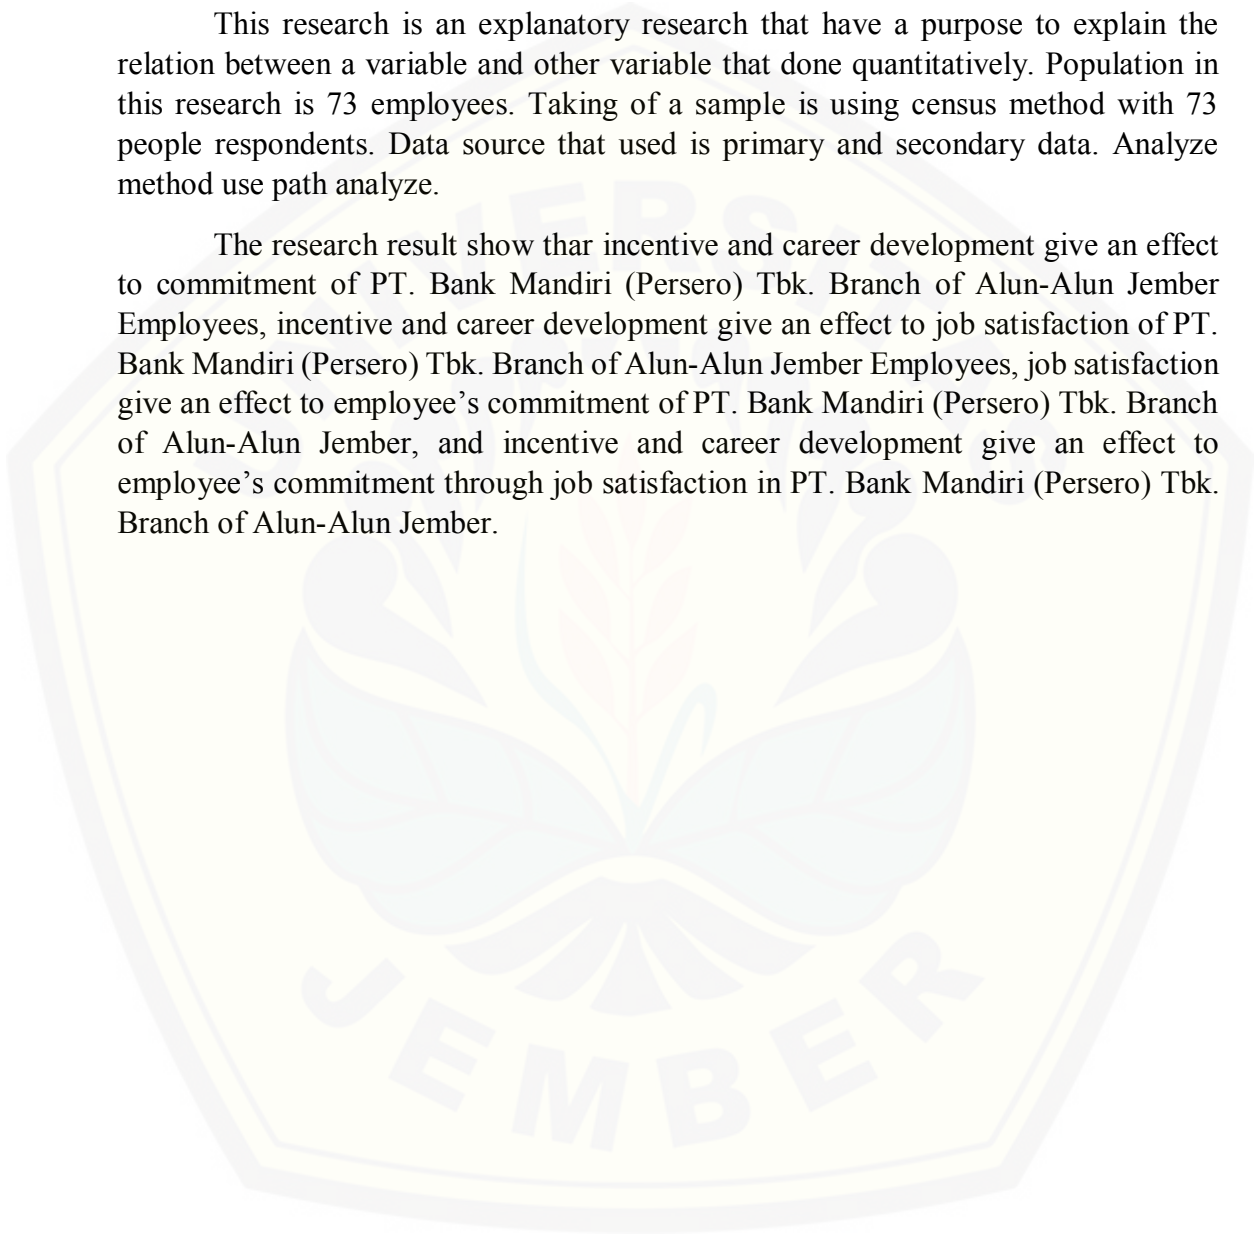 This research is an explanatory research that have a purpose to explain the
relation between a variable and other variable that done quantitatively. Population in
this research is 73 employees. Taking of a sample is using census method with 73
people respondents. Data source that used is primary and secondary data. Analyze
method use path analyze.
The research result show thar incentive and career development give an effect
to commitment of PT. Bank Mandiri (Persero) Tbk. Branch of Alun-Alun Jember
Employees, incentive and career development give an effect to job satisfaction of PT.
Bank Mandiri (Persero) Tbk. Branch of Alun-Alun Jember Employees, job satisfaction
give an effect to employee’s commitment of PT. Bank Mandiri (Persero) Tbk. Branch
of Alun-Alun Jember, and incentive and career development give an effect to
employee’s commitment through job satisfaction in PT. Bank Mandiri (Persero) Tbk.
Branch of Alun-Alun Jember.
UNIVERSITAS
JEMBER